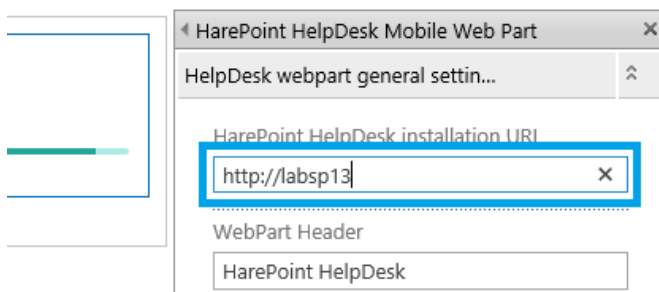 HarePoint HelpDesk Mobile Web Part
HelpDesk webpart general settin...
HarePoint HelpDesk installation URL
http://labsp13
WebPart Header
HarePoint HelpDesk